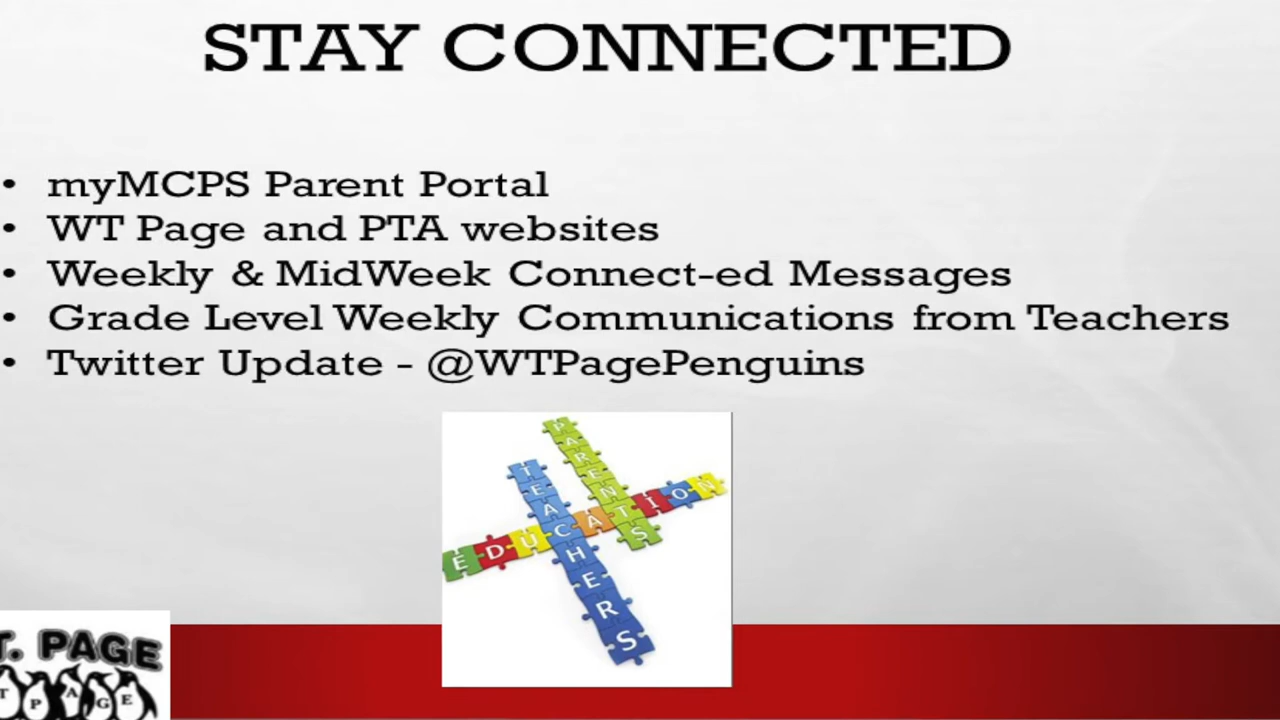 STAY CONNECTED
• myMCPS Parent Portal
• WT Page and PTA websites
• Weekly & MidWeek Connect-ed Messages
• Grade Level Weekly Communications from Teachers
• Twitter Update - @WTPagePenguins
PARENTS
TEACHERS
EDUCATION
T. PAGE
T P A G E